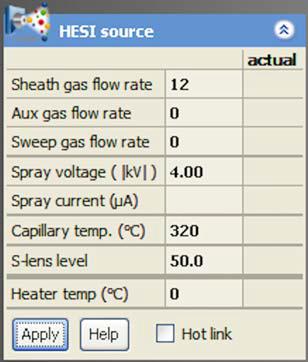 HESI source
actual
Sheath gas flow rate 12
Aux gas flow rate 0
Sweep gas flow rate 0
Spray voltage ( |kV| ) 4.00
Spray current (µA)
Capillary temp. (°C) 320
S-lens level 50.0
Heater temp (°C) 0
Apply Help Hot link